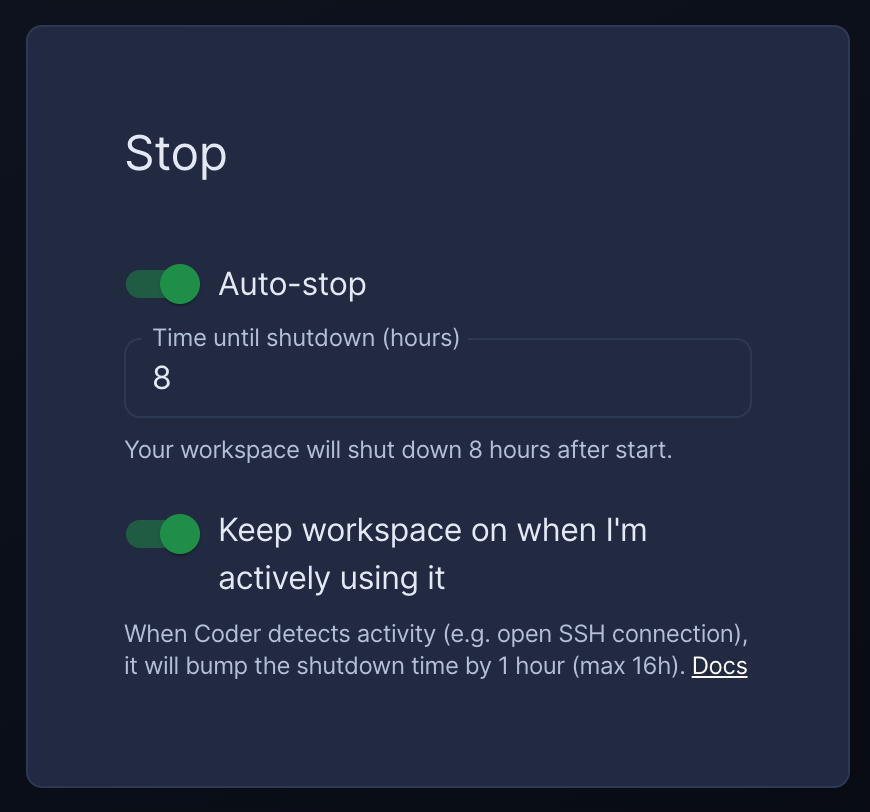 Stop
Auto-stop
Time until shutdown (hours)
8
Your workspace will shut down 8 hours after start.
Keep workspace on when I'm
actively using it
When Coder detects activity (e.g. open SSH connection),
it will bump the shutdown time by 1 hour (max 16h). Docs